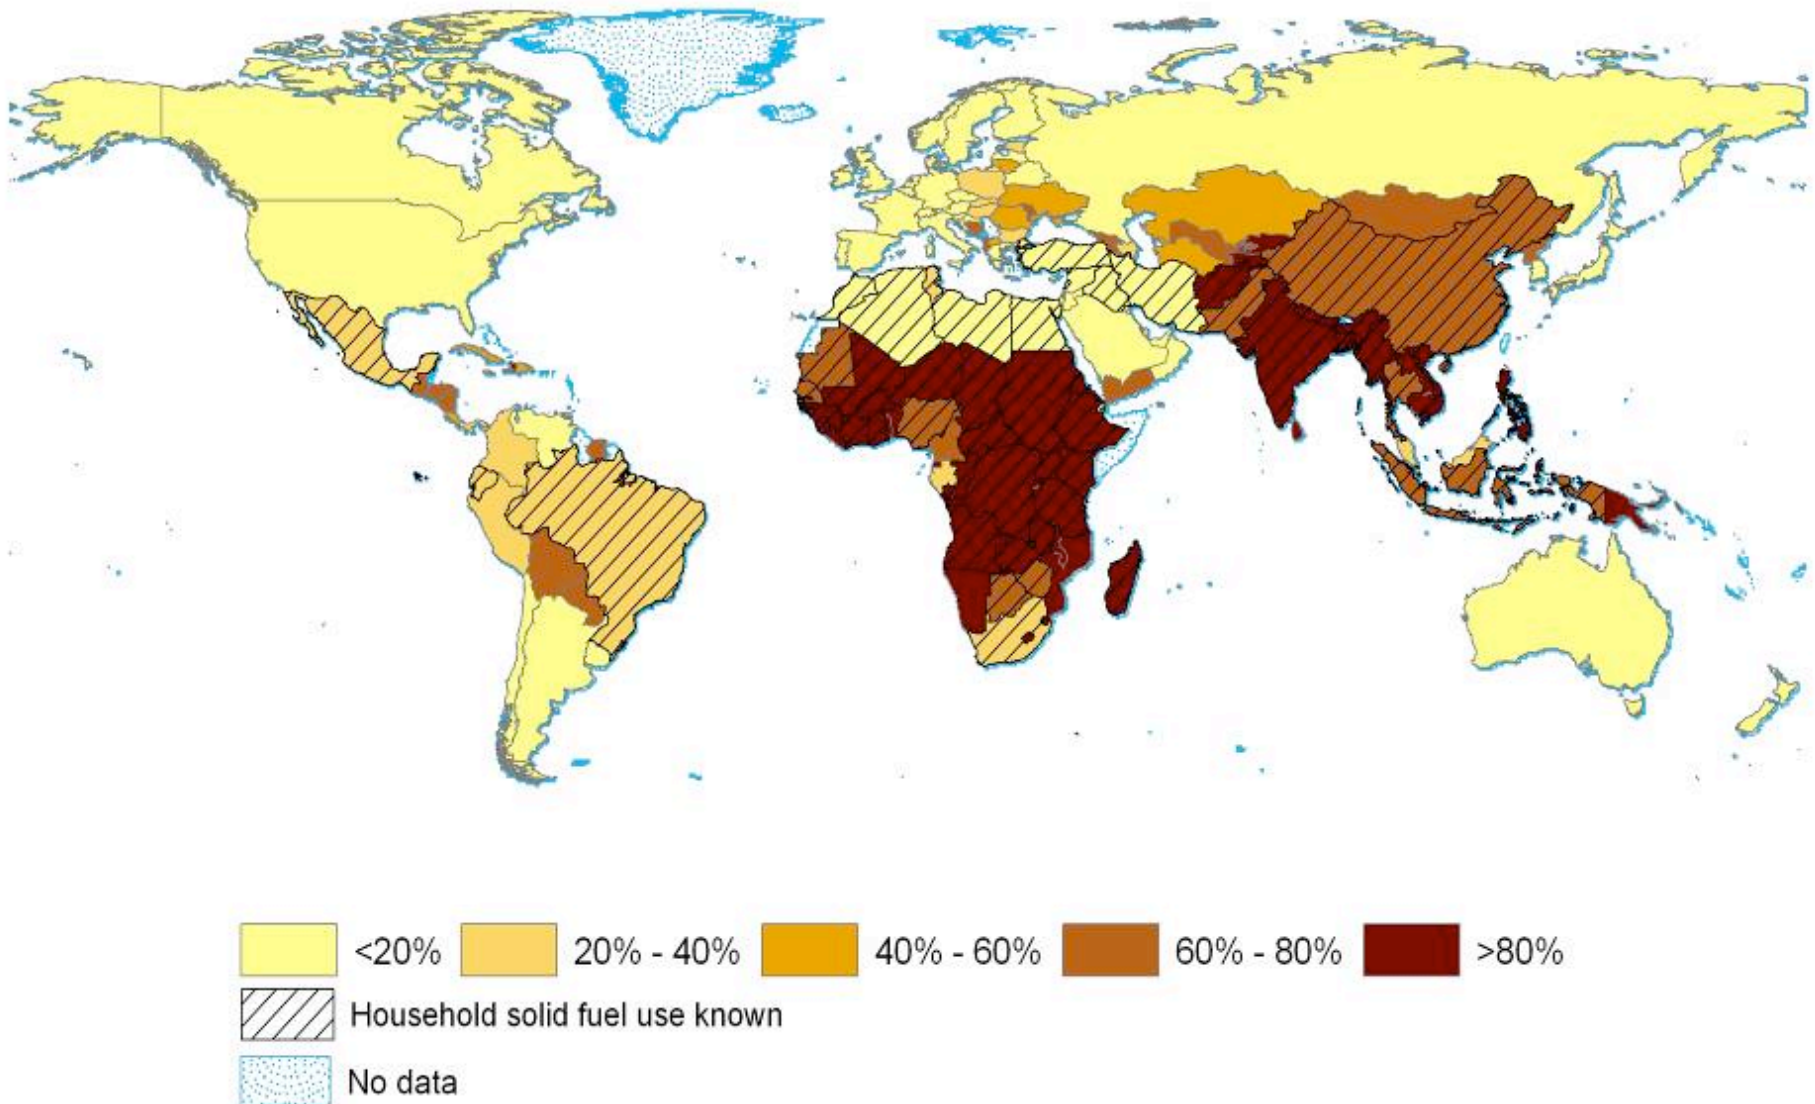 <20% 20% - 40% 40% - 60% 60% - 80% >80%
Household solid fuel use known
No data